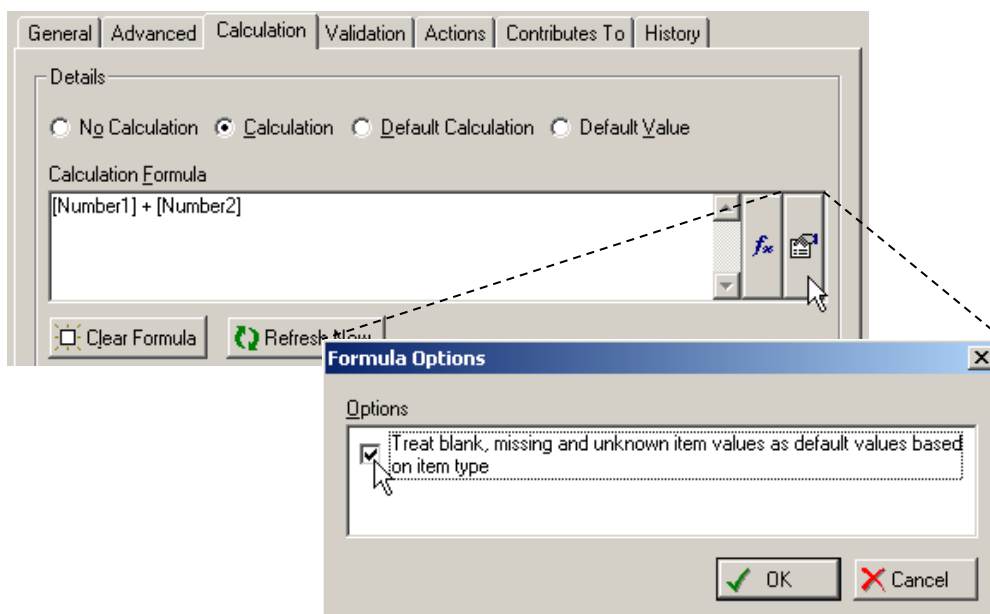 General Advanced Calculation Validation Actions Contributes To History
Details
No Calculation Calculation Default Calculation Default Value
Calculation Formula
[Number1] + [Number2]
fx
Clear Formula Refresh Now
Formula Options
Options
Treat blank, missing and unknown item values as default values based
on item type
OK Cancel